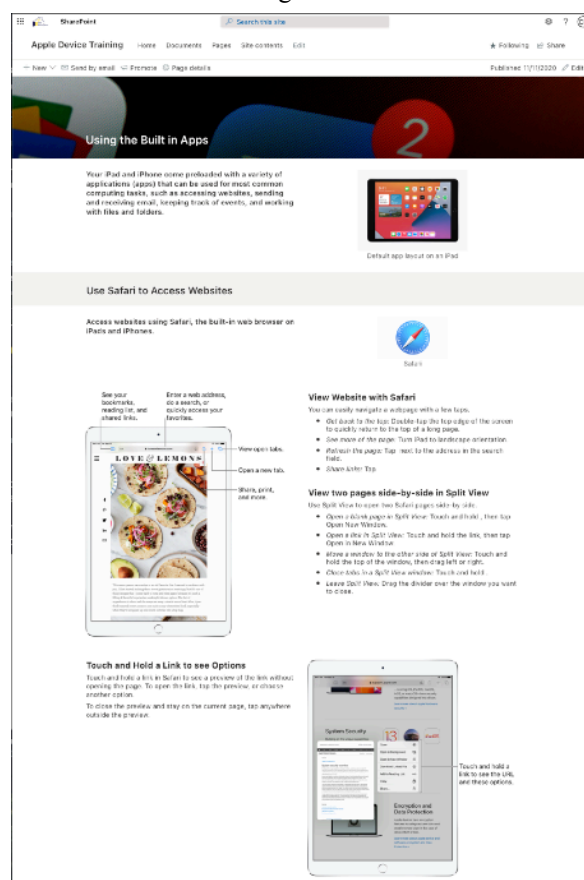 SharePoint
Search this site
Apple Device Training Home Documents Pages Site contents Edit
Following Share
New Send by email Promote Page details
Published 11/11/2020 Edit
2
Using the Built in Apps
Your iPad and iPhone come preloaded with a variety of
applications (apps) that can be used for most common
computing tasks, such as accessing websites, sending
and receiving email, keeping track of events, and working
with files and folders.
Default app layout on an iPad
Use Safari to Access Websites
Access websites using Safari, the built-in web browser on
iPads and iPhones.
Safari
See your
bookmarks,
reading list, and
shared links.
Enter a web address,
do a search, or
quickly access your
favorites.
View open tabs.
Open a new tab.
Share, print,
and more.
LOVE & LEMONS
View Website with Safari
You can easily navigate a webpage with a few taps.
Get back to the top: Double-tap the top edge of the screen
to quickly return to the top of a long page.
See more of the page: Turn iPad to landscape orientation.
Refresh the page: Tap next to the address in the search
field.
Share links: Tap.
View two pages side-by-side in Split View
Use Split View to open two Safari pages side-by-side.
Open a blank page in Split View: Touch and hold , then tap
Open New Window.
Open a link in Split View: Touch and hold the link, then tap
Open in New Window.
Move a window to the other side of Split View: Touch and
hold the top of the window, then drag left or right.
Close tabs in a Split View window: Touch and hold .
Leave Split View. Drag the divider over the window you want
to close.
Touch and Hold a Link to see Options
Touch and hold a link in Safari to see a preview of the link without
opening the page. To open the link, tap the preview, or choose
another option.
To close the preview and stay on the current page, tap anywhere
outside the preview.
System Security
13
Touch and hold a
link to see the URL
and these options.
Encryption and
Data Protection